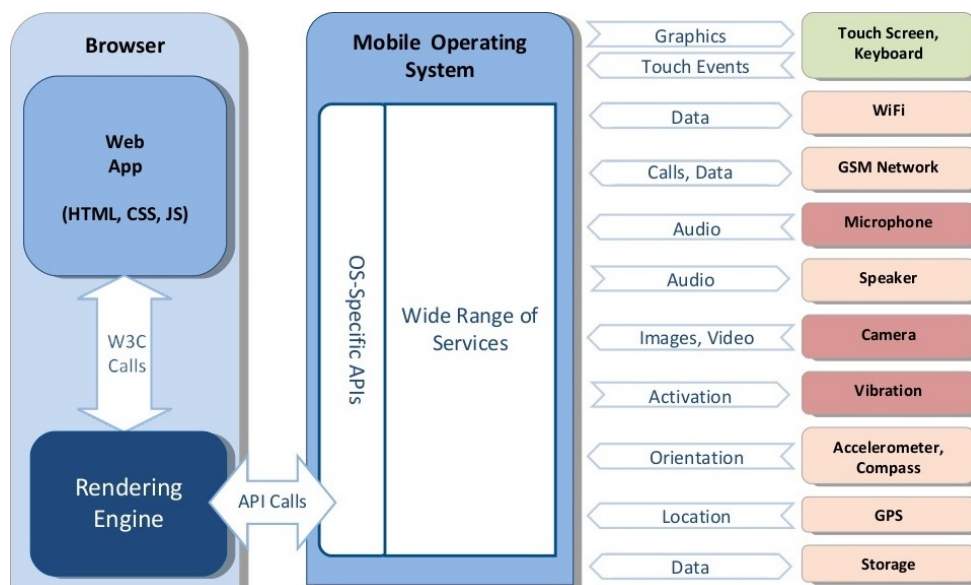 Browser
Web
App
(HTML, CSS, JS)
W3C
Calls
Rendering
Engine
API Calls
Mobile Operating
System
OS-Specific APIs
Wide Range of
Services
Graphics
Touch Events
Touch Screen,
Keyboard
Data
WiFi
Calls, Data
GSM Network
Audio
Microphone
Audio
Speaker
Images, Video
Camera
Activation
Vibration
Orientation
Accelerometer,
Compass
Location
GPS
Data
Storage